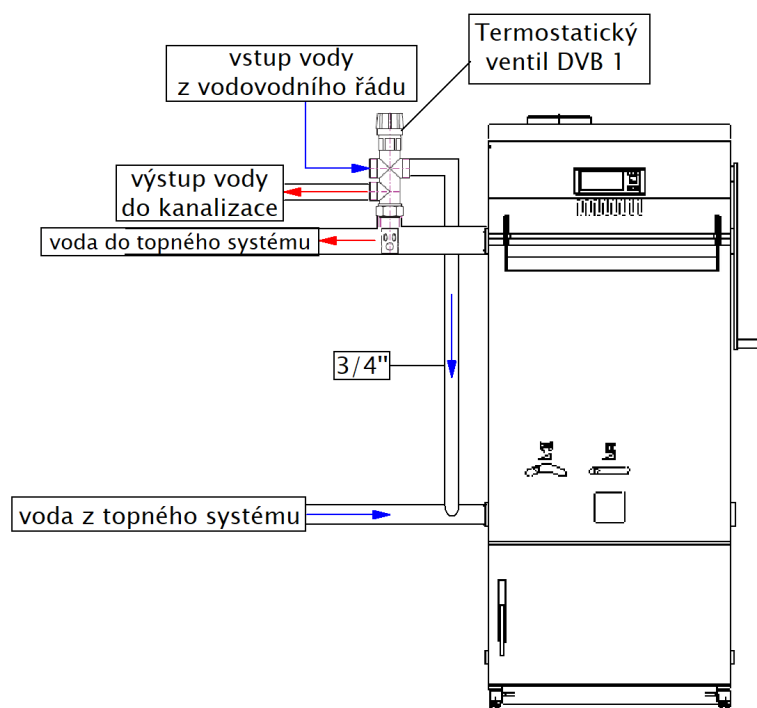 Termostatický
ventil DVB 1
vstup vody
z vodovodního řádu
výstup vody
do kanalizace
voda do topného systému
3/4"
voda z topného systému